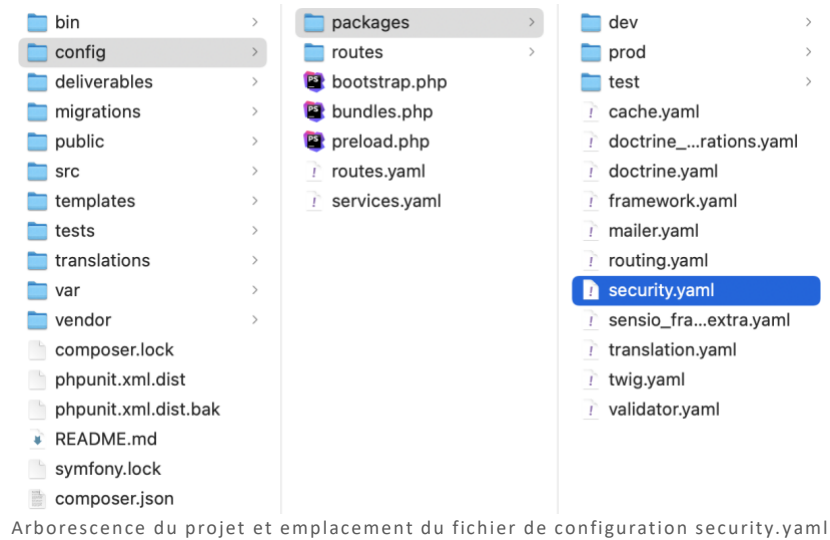 bin
config
deliverables
migrations
public
src
templates
tests
translations
var
vendor
composer.lock
phpunit.xml.dist
phpunit.xml.dist.bak
README.md
symfony.lock
composer.json
packages
routes
bootstrap.php
bundles.php
preload.php
routes.yaml
services.yaml
dev
prod
test
cache.yaml
doctrine_...rations.yaml
doctrine.yaml
framework.yaml
mailer.yaml
routing.yaml
security.yaml
sensio_fra...extra.yaml
translation.yaml
twig.yaml
validator.yaml
Arborescence du projet et emplacement du fichier de configuration security.yaml